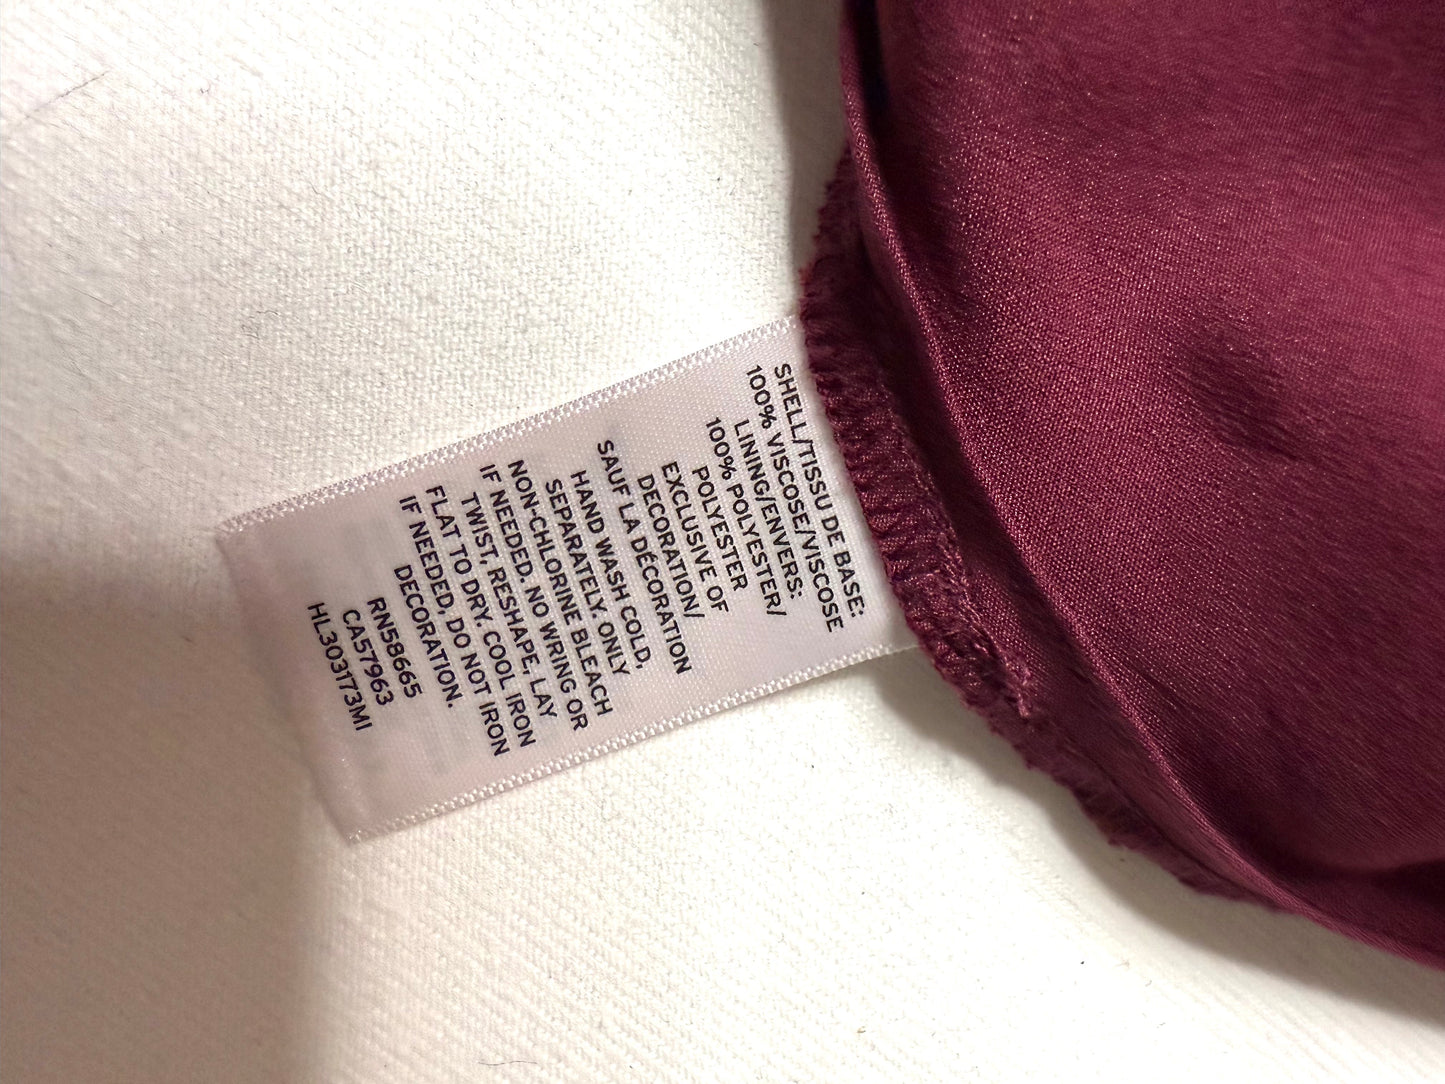 SHELL/TISSU DE BASE:
100% VISCOSE/VISCOSE
LINING/ENVERS:
100% POLYESTER/
POLYESTER
EXCLUSIVE OF
DECORATION/
SAUF LA DÉCORATION
HAND WASH COLD,
SEPARATELY. ONLY
NON-CHLORINE BLEACH
IF NEEDED. NO WRING OR
TWIST, RESHAPE, LAY
FLAT TO DRY. COOL IRON
IF NEEDED, DO NOT IRON
DECORATION.
RN58665
CA57963
HL303173MI